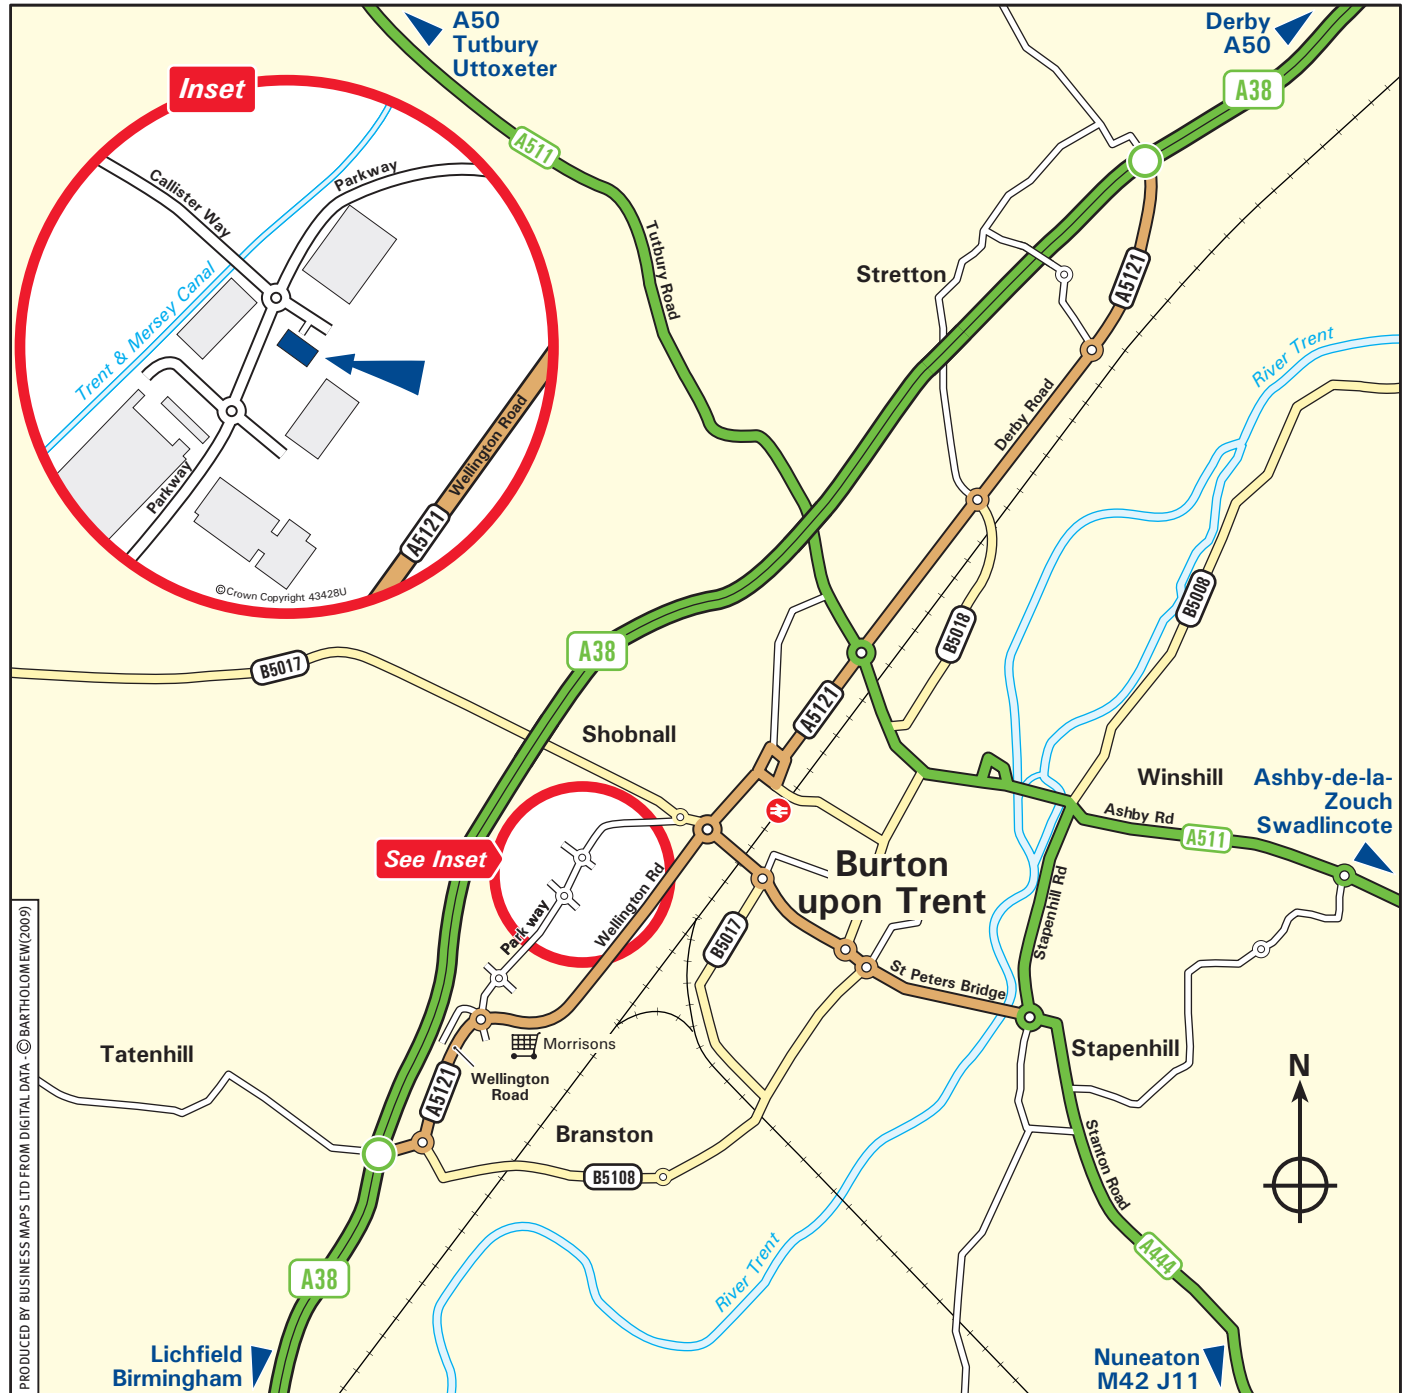 A50
Tutbury
Uttoxeter
Derby
A50
Inset
A38
A511
Callister Way
Parkway
Tutbury Road
Stretton
A5121
Trent & Mersey Canal
River Trent
Derby Road
Wellington Road
Parkway
A5121
©Crown Copyright 43428U
B5008
B5018
A38
B5017
A5121
Shobnall
Winshill
Ashby-de-la-
Zouch
Swadlincote
Ashby Rd
A511
See Inset
Burton
upon Trent
Wellington Rd
Park way
B5017
Stapenhill Rd
St Peters Bridge
Morrisons
Stapenhill
Tatenhill
Wellington
Road
A5121
N
Branston
B5108
Stanton Road
A444
River Trent
A38
Lichfield
Birmingham
Nuneaton
M42 J11
PRODUCED BY BUSINESS MAPS LTD FROM DIGITAL DATA - © BARTHOLOMEW(2009)